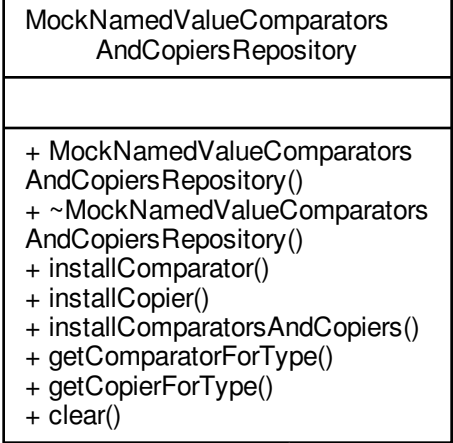 MockNamedValueComparators
AndCopiersRepository
+ MockNamedValueComparators
AndCopiersRepository()
+ ~MockNamedValueComparators
AndCopiersRepository()
+ installComparator()
+ installCopier()
+ installComparatorsAndCopiers()
+ getComparatorForType()
+ getCopierForType()
+ clear()